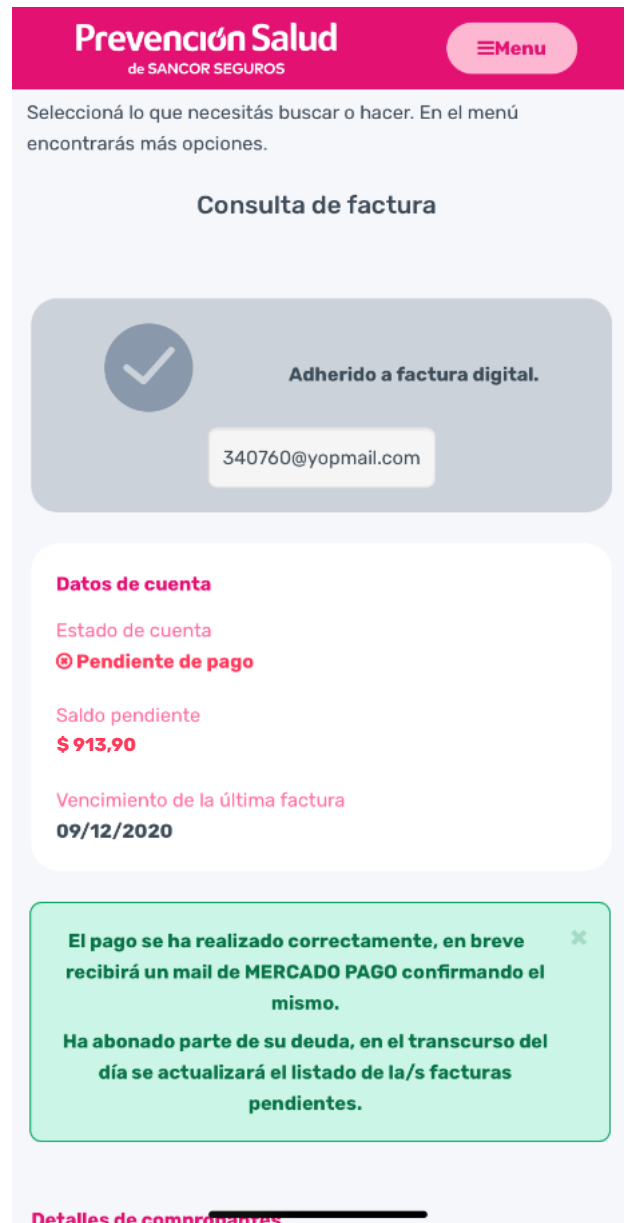 Prevención Salud
de SANCOR SEGUROS
Menu
Seleccioná lo que necesitás buscar o hacer. En el menú
encontrarás más opciones.
Consulta de factura
Adherido a factura digital.
340760@yopmail.com
Datos de cuenta
Estado de cuenta
Pendiente de pago
Saldo pendiente
$ 913,90
Vencimiento de la última factura
09/12/2020
El pago se ha realizado correctamente, en breve
recibirá un mail de MERCADO PAGO confirmando el
mismo.
Ha abonado parte de su deuda, en el transcurso del
día se actualizará el listado de la/s facturas
pendientes.
Detalles de comprobantes